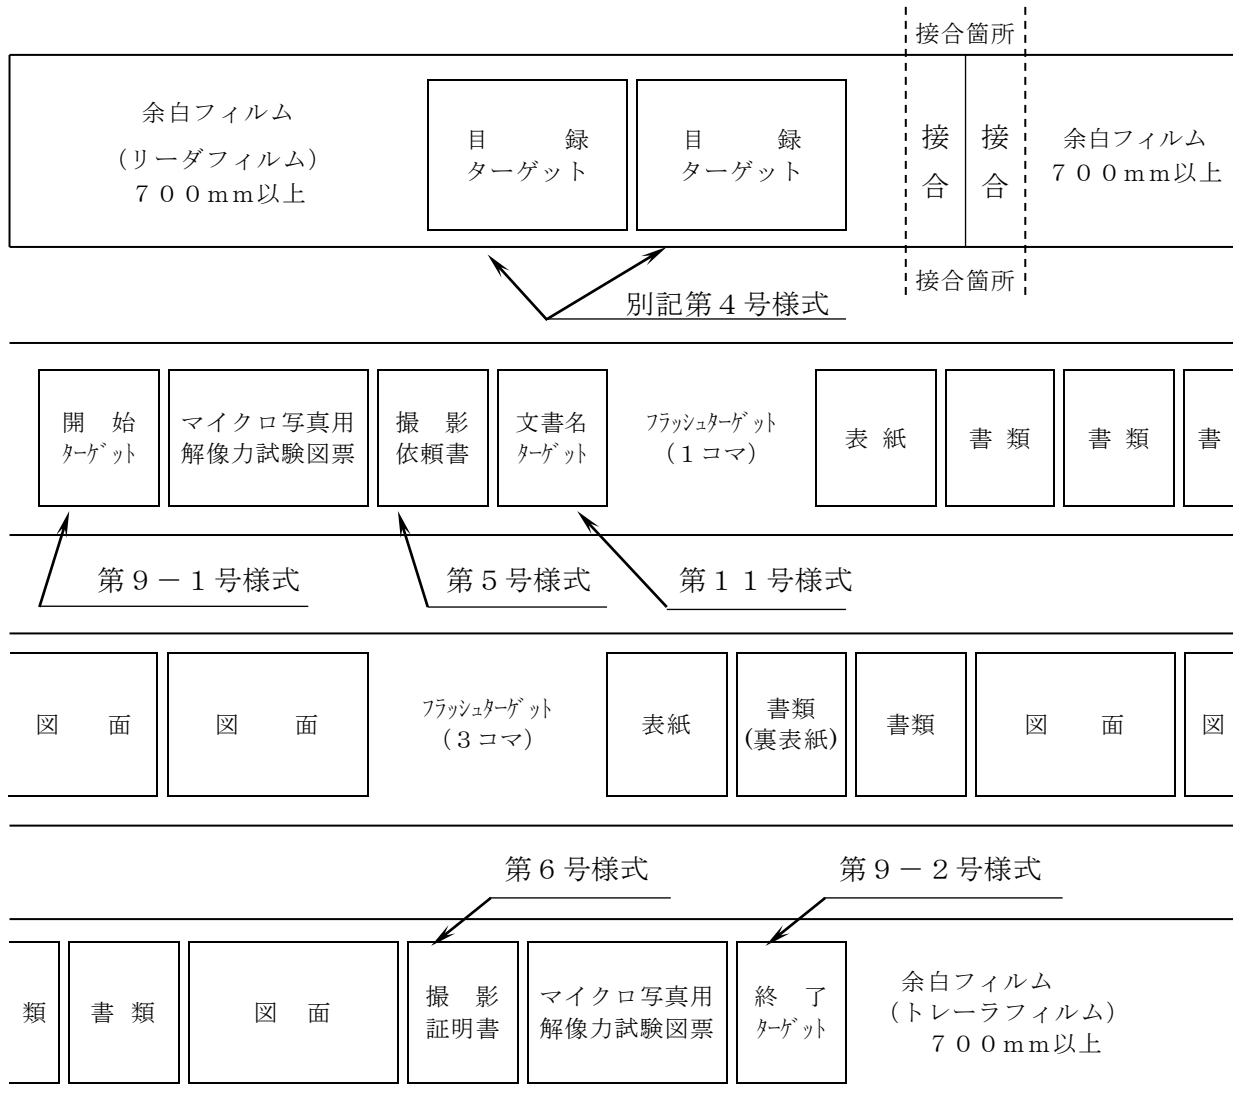 接合箇所
余白フィルム
(リーダフィルム)
７００mm以上
目　　録
ターゲット
目　　録
ターゲット
接合
接合
余白フィルム
７００mm以上
接合箇所
別記第４号様式
開　始
ﾀｰｹﾞｯﾄ
マイクロ写真用
解像力試験図票
撮　影
依頼書
文書名
ﾀｰｹﾞｯﾄ
ﾌﾗｯｼｭﾀｰｹﾞｯﾄ
（１コマ）
表 紙
書 類
書 類
書
第９－１号様式
第５号様式
第１１号様式
図　　面
図　　面
ﾌﾗｯｼｭﾀｰｹﾞｯﾄ
（３コマ）
表紙
書類
(裏表紙)
書類
図　　面
図
第６号様式
第９－２号様式
類
書 類
図　面
撮　影
証明書
マイクロ写真用
解像力試験図票
終　了
ﾀｰｹﾞｯﾄ
余白フィルム
（トレーラフィルム）
７００mm以上